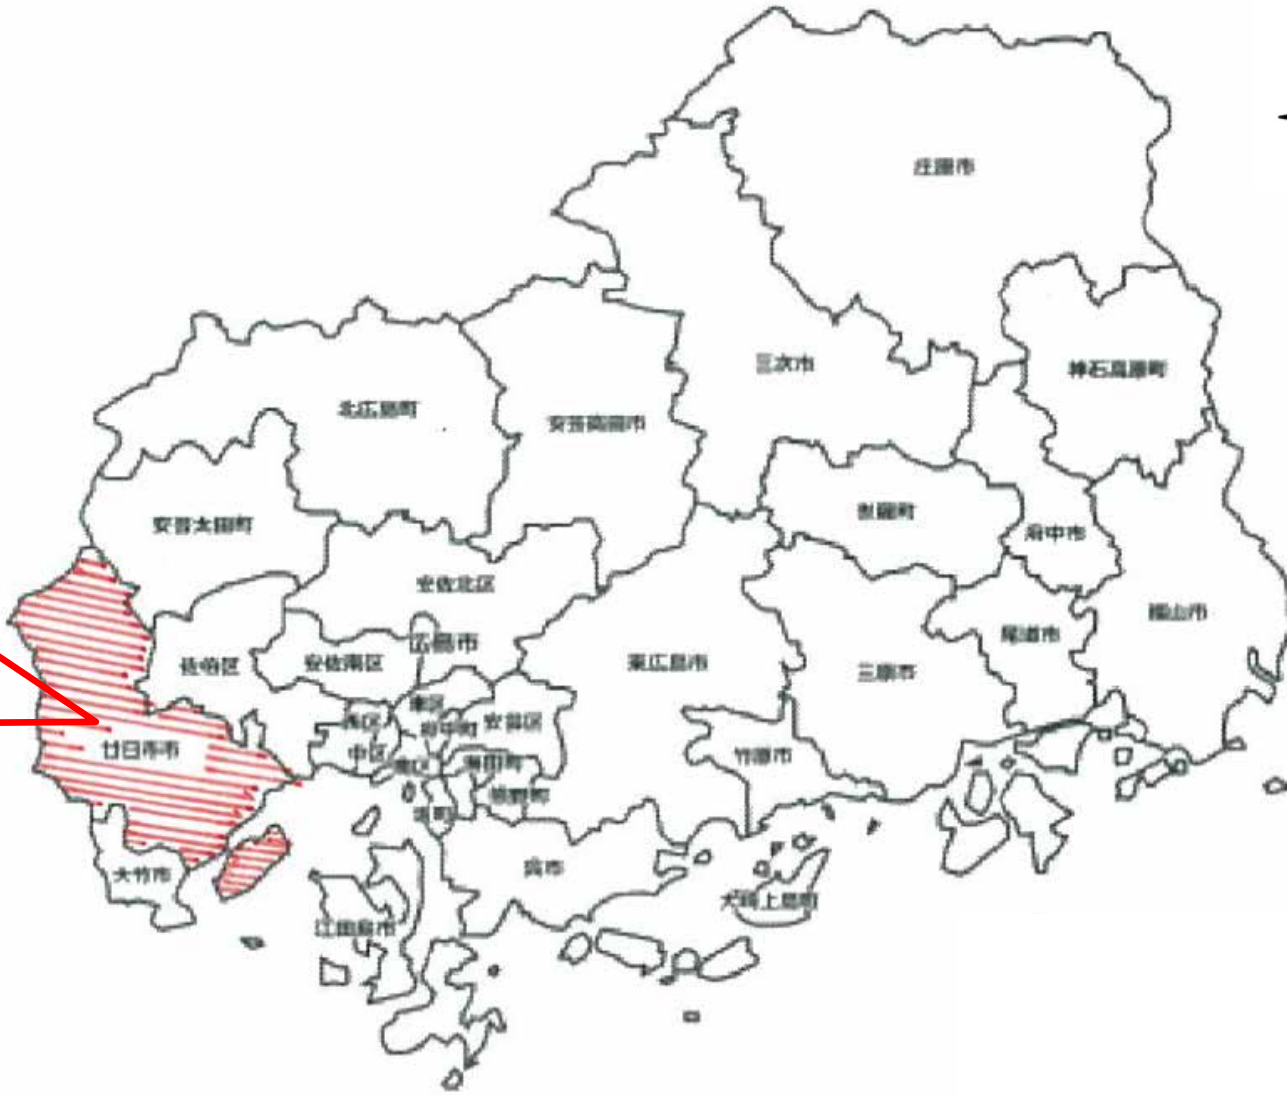 庄原市
三次市
神石高原町
北広島町
安芸高田市
世羅町
安芸太田町
府中市
安佐北区
福山市
尾道市
広島市
佐伯区
安佐南区
東広島市
三原市
東区
西区
府中町
安芸区
中区
竹原市
廿日市市
南区
海田町
熊野町
坂町
大竹市
呉市
大崎上島町
江田島市